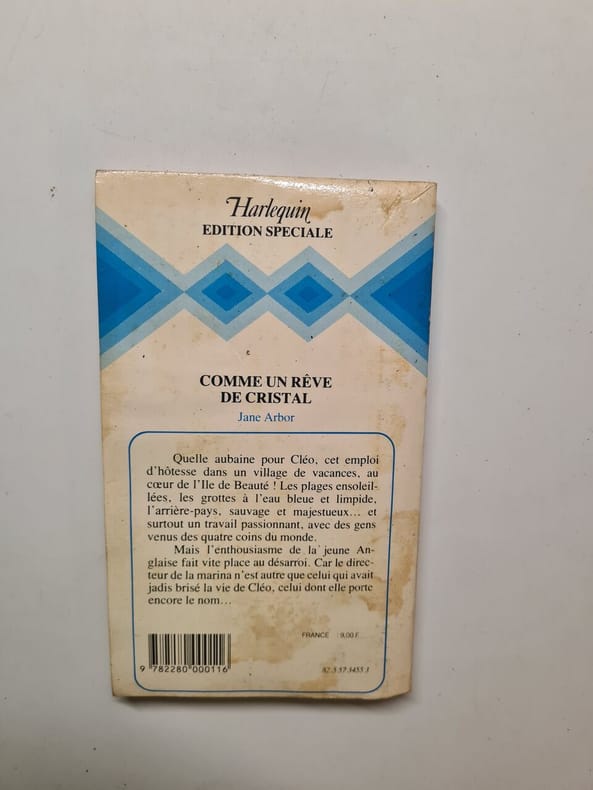 Harlequin
EDITION SPECIALE
COMME UN RÊVE
DE CRISTAL
Jane Arbor
Quelle aubaine pour Cléo, cet emploi
d'hôtesse dans un village de vacances, au
cœur de l'Ile de Beauté ! Les plages ensoleil-
lées, les grottes à l'eau bleue et limpide,
l'arrière-pays, sauvage et majestueux... et
surtout un travail passionnant, avec des gens
venus des quatre coins du monde.
Mais l'enthousiasme de la jeune An-
glaise fait vite place au désarroi. Car le direc-
teur de la marina n'est autre que celui qui avait
jadis brisé la vie de Cléo, celui dont elle porte
encore le nom...
FRANCE 9,00 F
9 782280 000116
82.5.57.3455.3